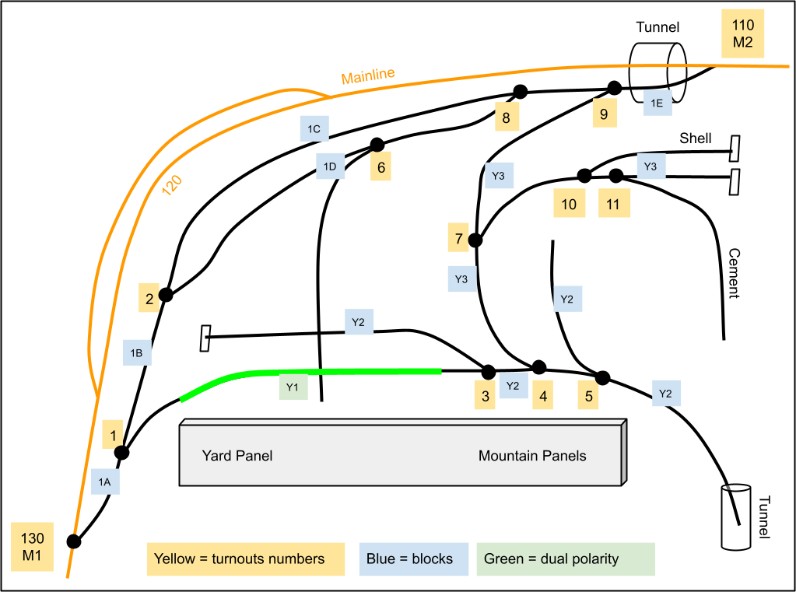 Tunnel
110
M2
Mainline
8
9
1E
1C
Shell
1D
6
Y3
Y3
120
10
11
7
2
Y3
Cement
Y2
Y2
1B
Y1
3
Y2
4
5
Y2
1
Yard Panel
Mountain Panels
1A
Tunnel
130
M1
Yellow = turnouts numbers
Blue = blocks
Green = dual polarity